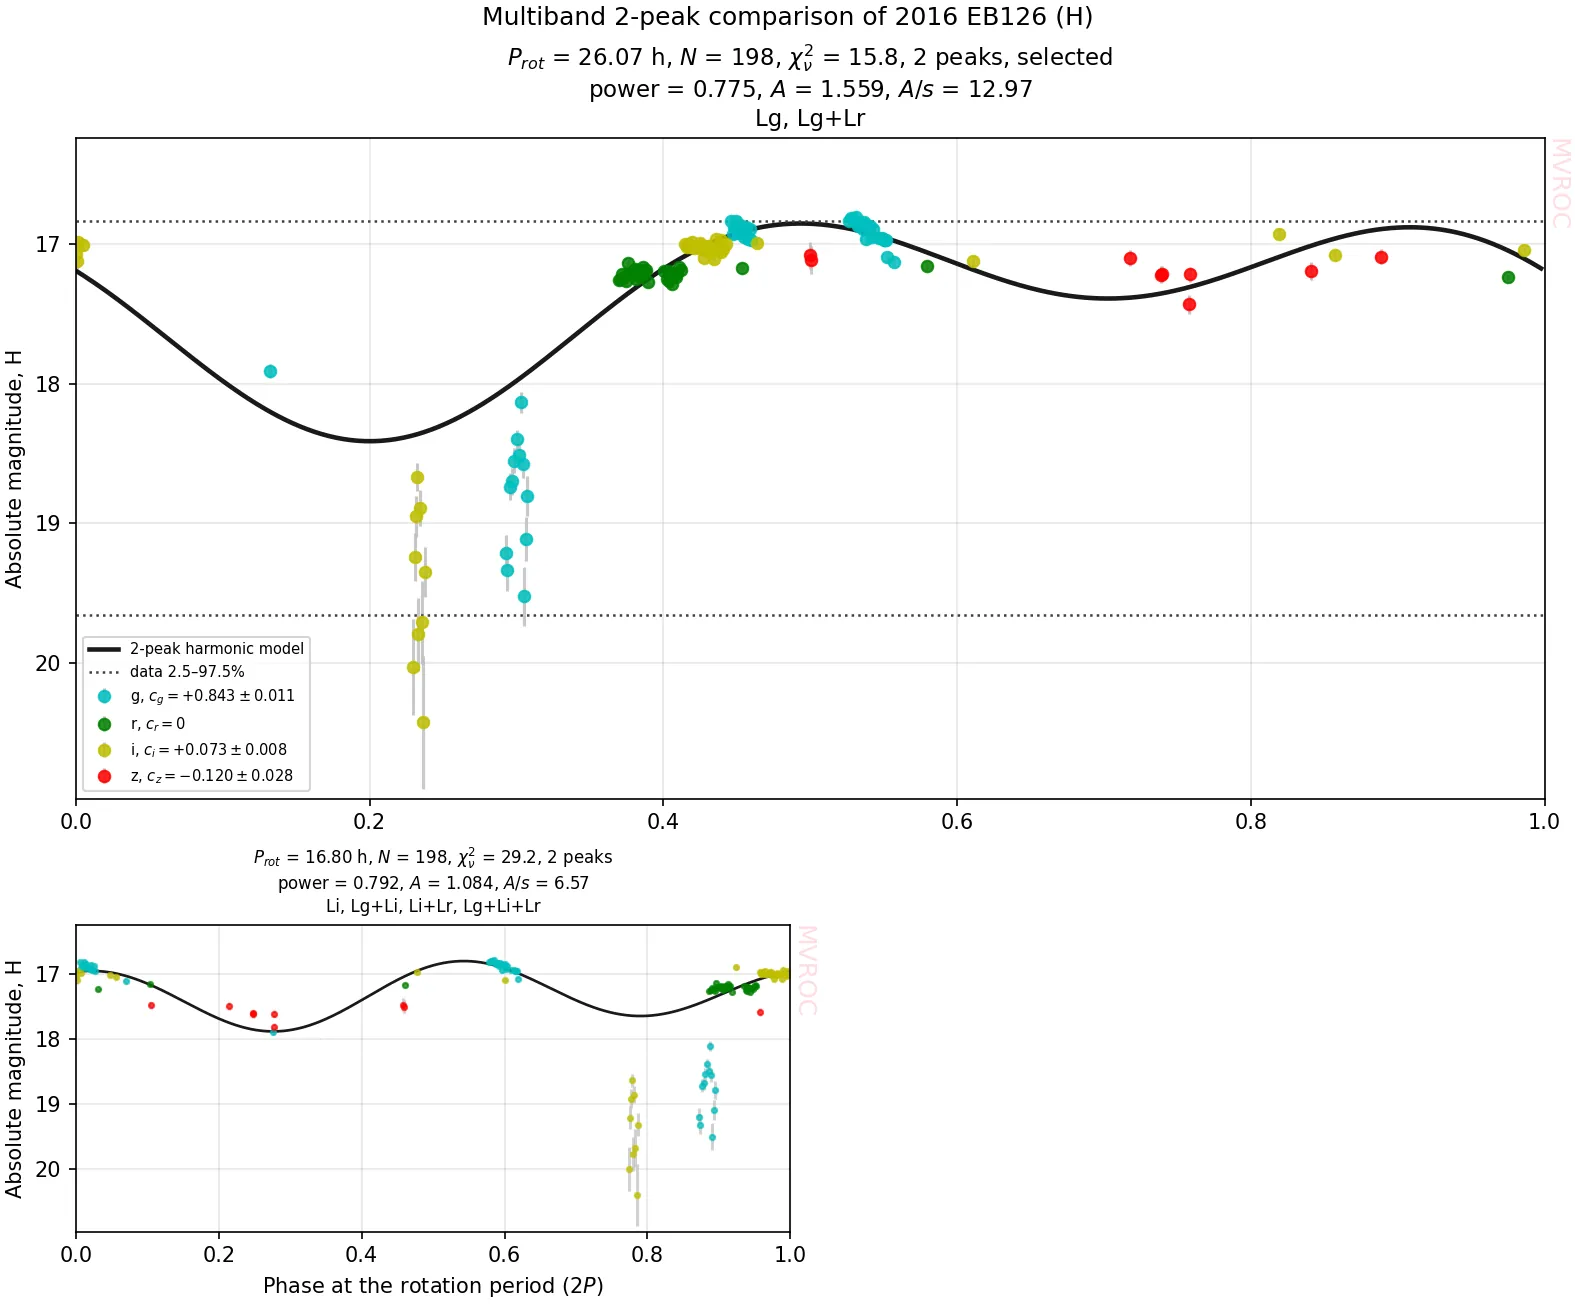 Multiband 2-peak comparison of 2016 EB126 (H)
P_rot = 26.07 h, N = 198, χ²_ν = 15.8, 2 peaks, selected
power = 0.775, A = 1.559, A/s = 12.97
Lg, Lg+Lr
MVROC
Absolute magnitude, H
17
18
19
20
2-peak harmonic model
data 2.5–97.5%
g, c_g = +0.843 ± 0.011
r, c_r = 0
i, c_i = +0.073 ± 0.008
z, c_z = −0.120 ± 0.028
0.0 0.2 0.4 0.6 0.8 1.0
P_rot = 16.80 h, N = 198, χ²_ν = 29.2, 2 peaks
power = 0.792, A = 1.084, A/s = 6.57
Li, Lg+Li, Li+Lr, Lg+Li+Lr
MVROC
Absolute magnitude, H
17
18
19
20
0.0 0.2 0.4 0.6 0.8 1.0
Phase at the rotation period (2P)